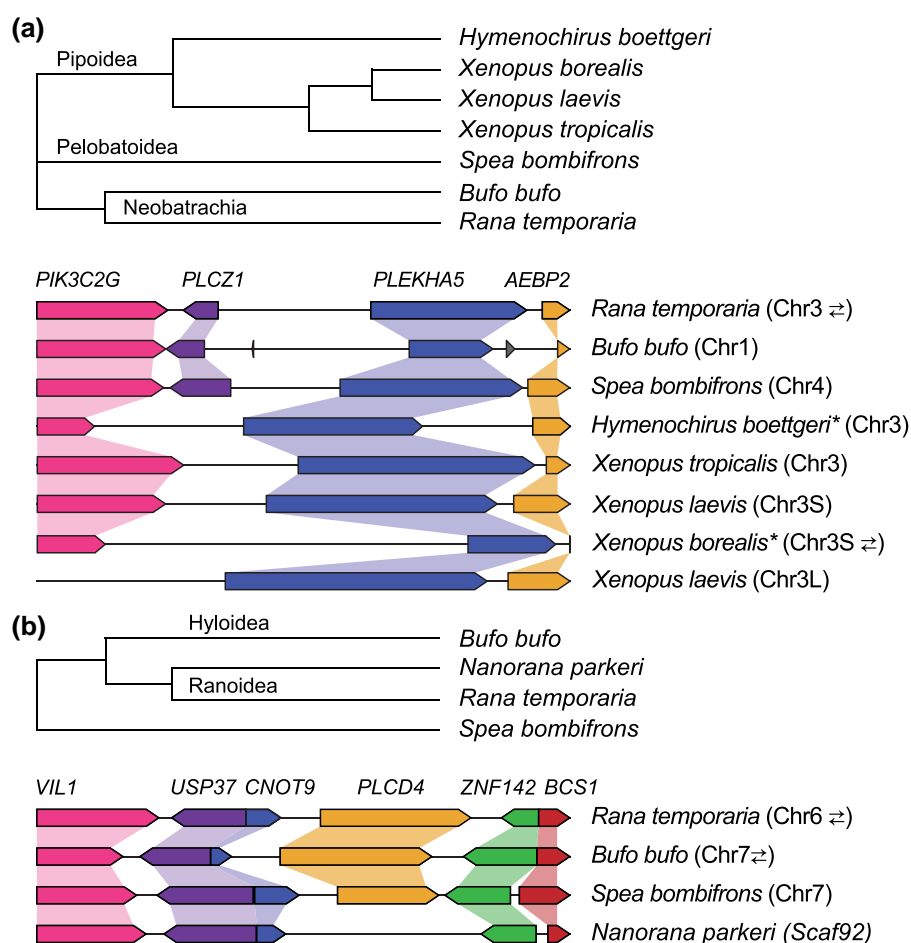 (a)
Pipoidea
Hymenochirus boettgeri
Xenopus borealis
Xenopus laevis
Xenopus tropicalis
Pelobatoidea
Spea bombifrons
Neobatrachia
Bufo bufo
Rana temporaria
PIK3C2G PLCZ1 PLEKHA5 AEBP2
Rana temporaria (Chr3 ⇄)
Bufo bufo (Chr1)
Spea bombifrons (Chr4)
Hymenochirus boettgeri* (Chr3)
Xenopus tropicalis (Chr3)
Xenopus laevis (Chr3S)
Xenopus borealis* (Chr3S ⇄)
Xenopus laevis (Chr3L)
(b)
Hyloidea
Bufo bufo
Nanorana parkeri
Ranoidea
Rana temporaria
Spea bombifrons
VIL1 USP37 CNOT9 PLCD4 ZNF142 BCS1
Rana temporaria (Chr6 ⇄)
Bufo bufo (Chr7⇄)
Spea bombifrons (Chr7)
Nanorana parkeri (Scaf92)